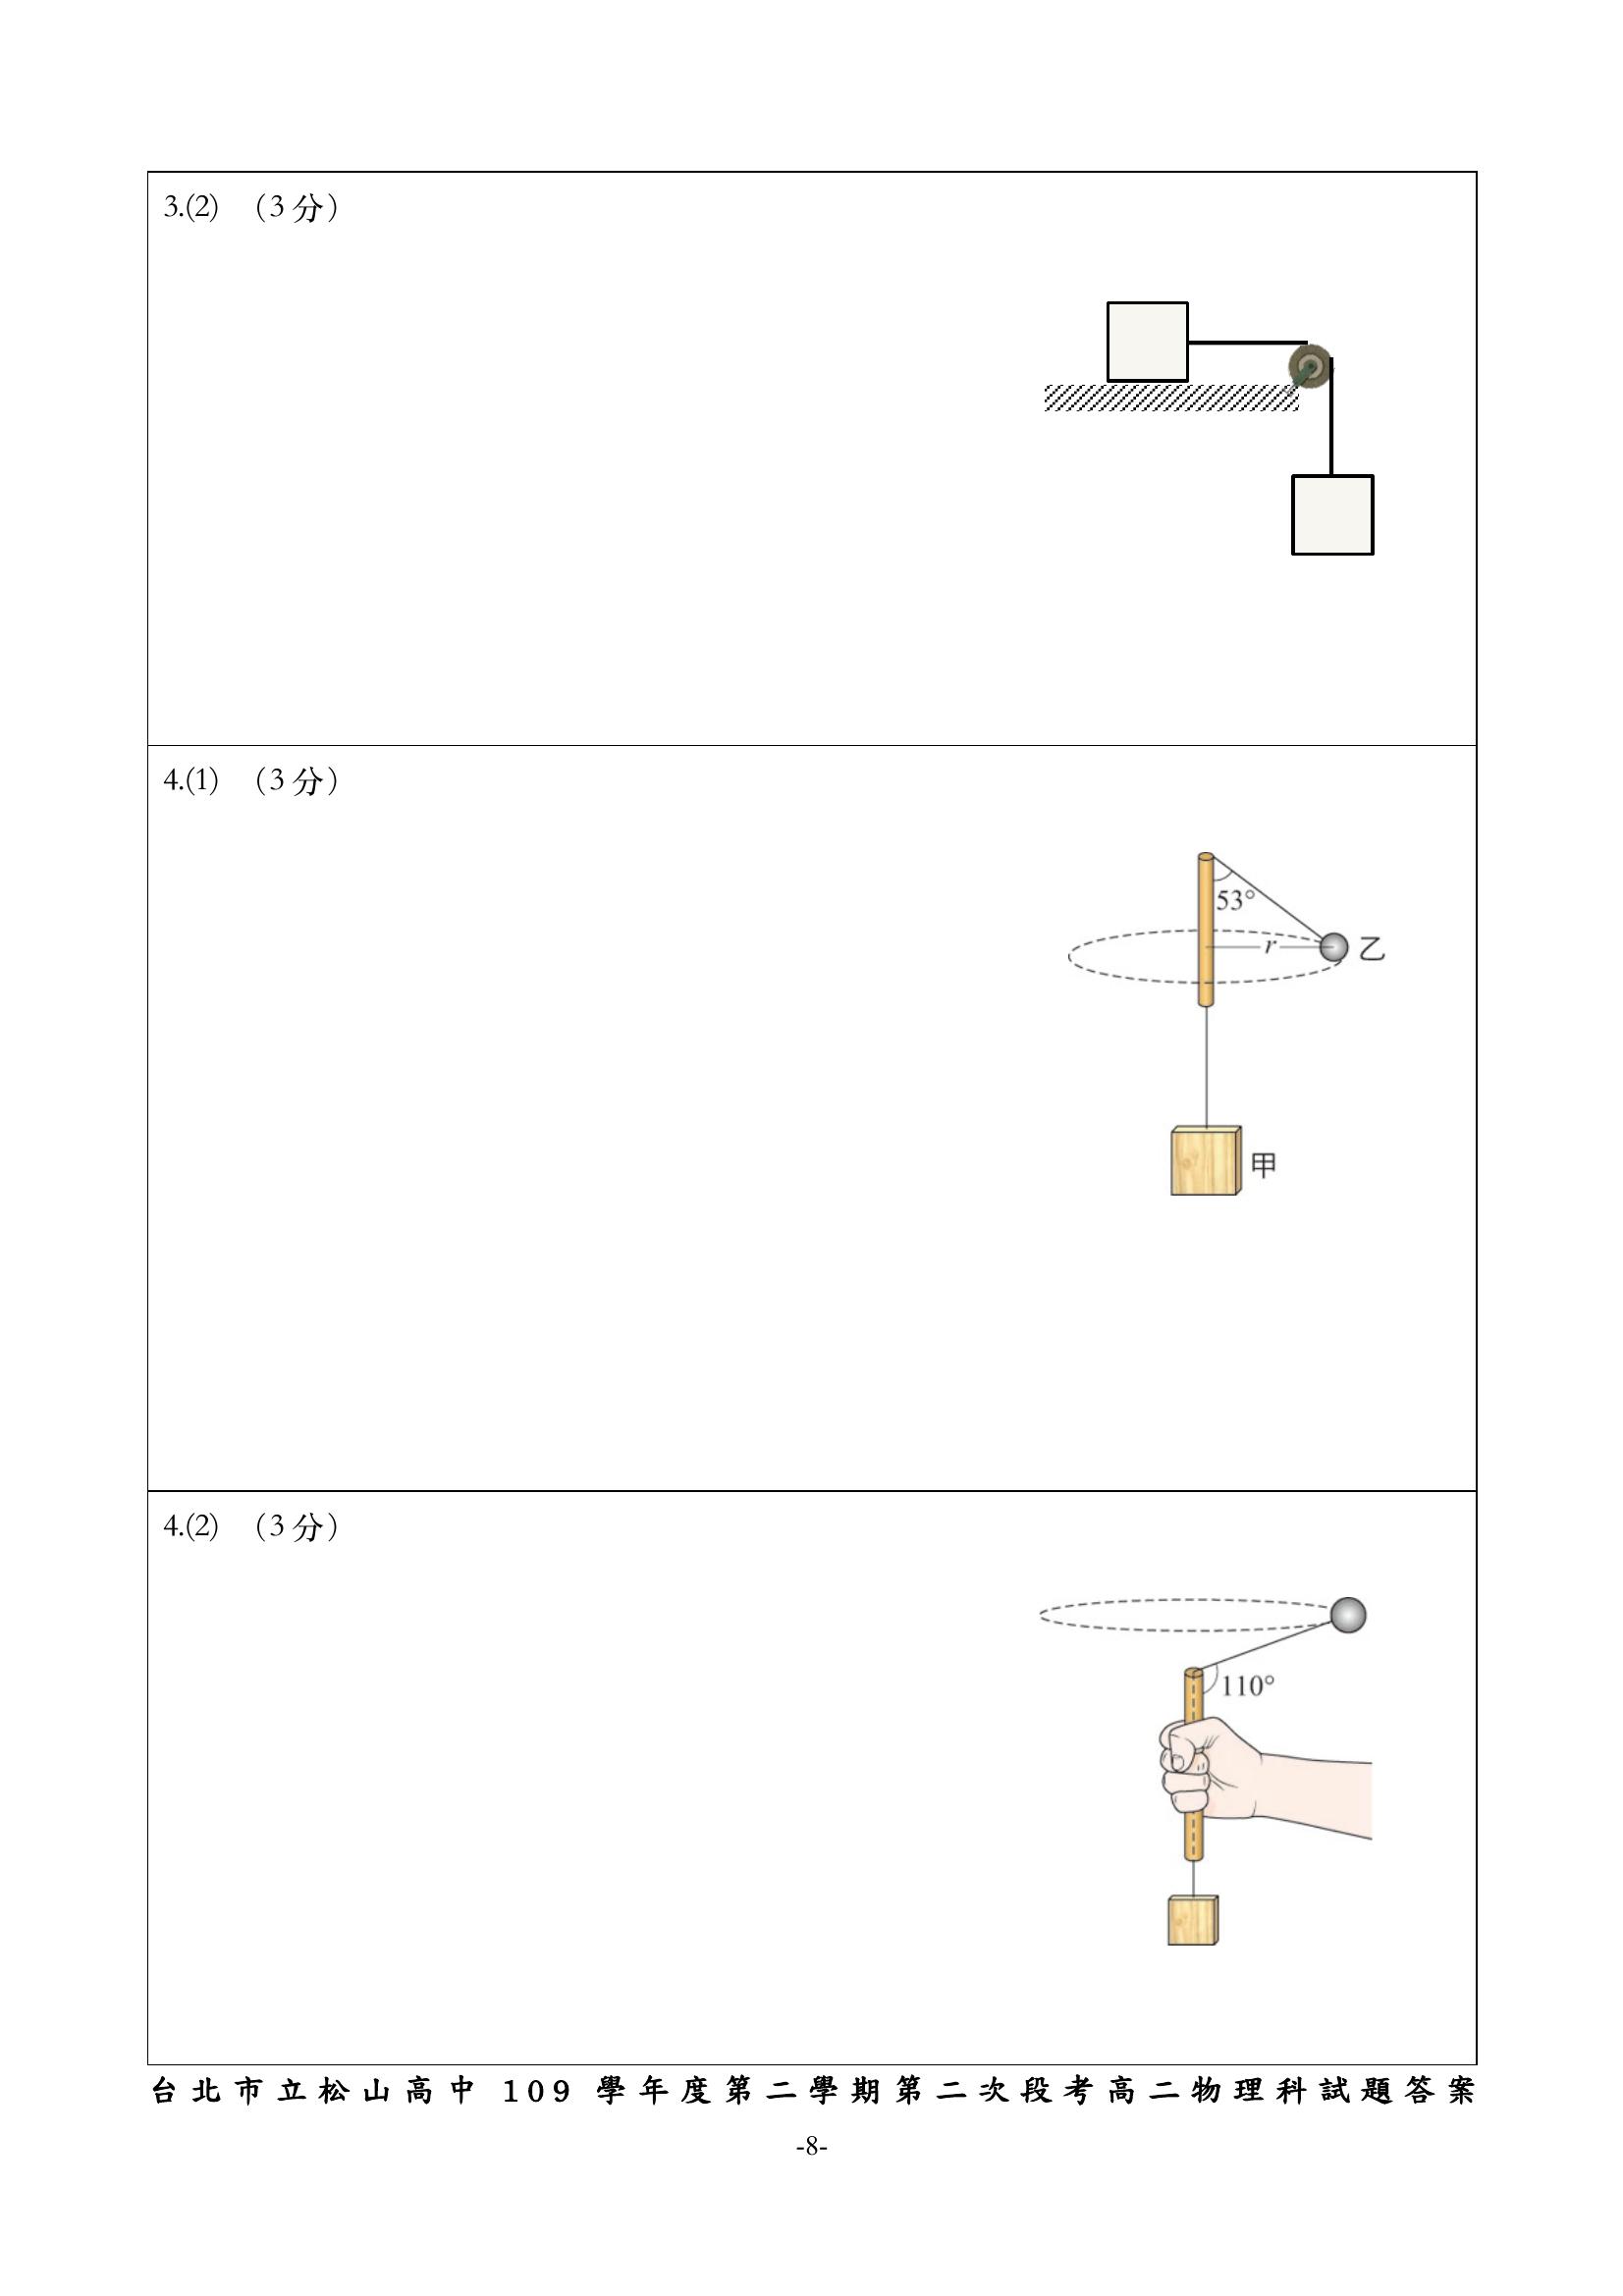 3.(2) （3 分）
4.(1) （3 分）
53°
r
乙
甲
4.(2) （3 分）
110°
台北市立松山高中 109 學年度第二學期第二次段考高二物理科試題答案
-8-